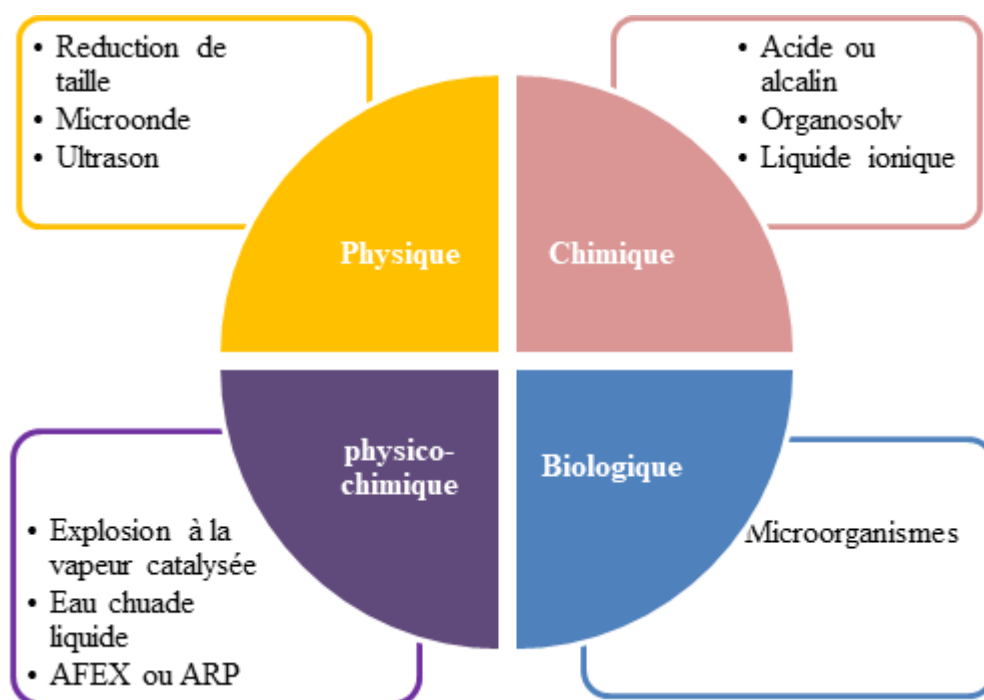 • Reduction de
taille
• Microonde
• Ultrason
• Acide ou
alcalin
• Organosolv
• Liquide ionique
Physique
Chimique
physico-
chimique
Biologique
• Explosion à la
vapeur catalysée
• Eau chuade
liquide
• AFEX ou ARP
Microorganismes